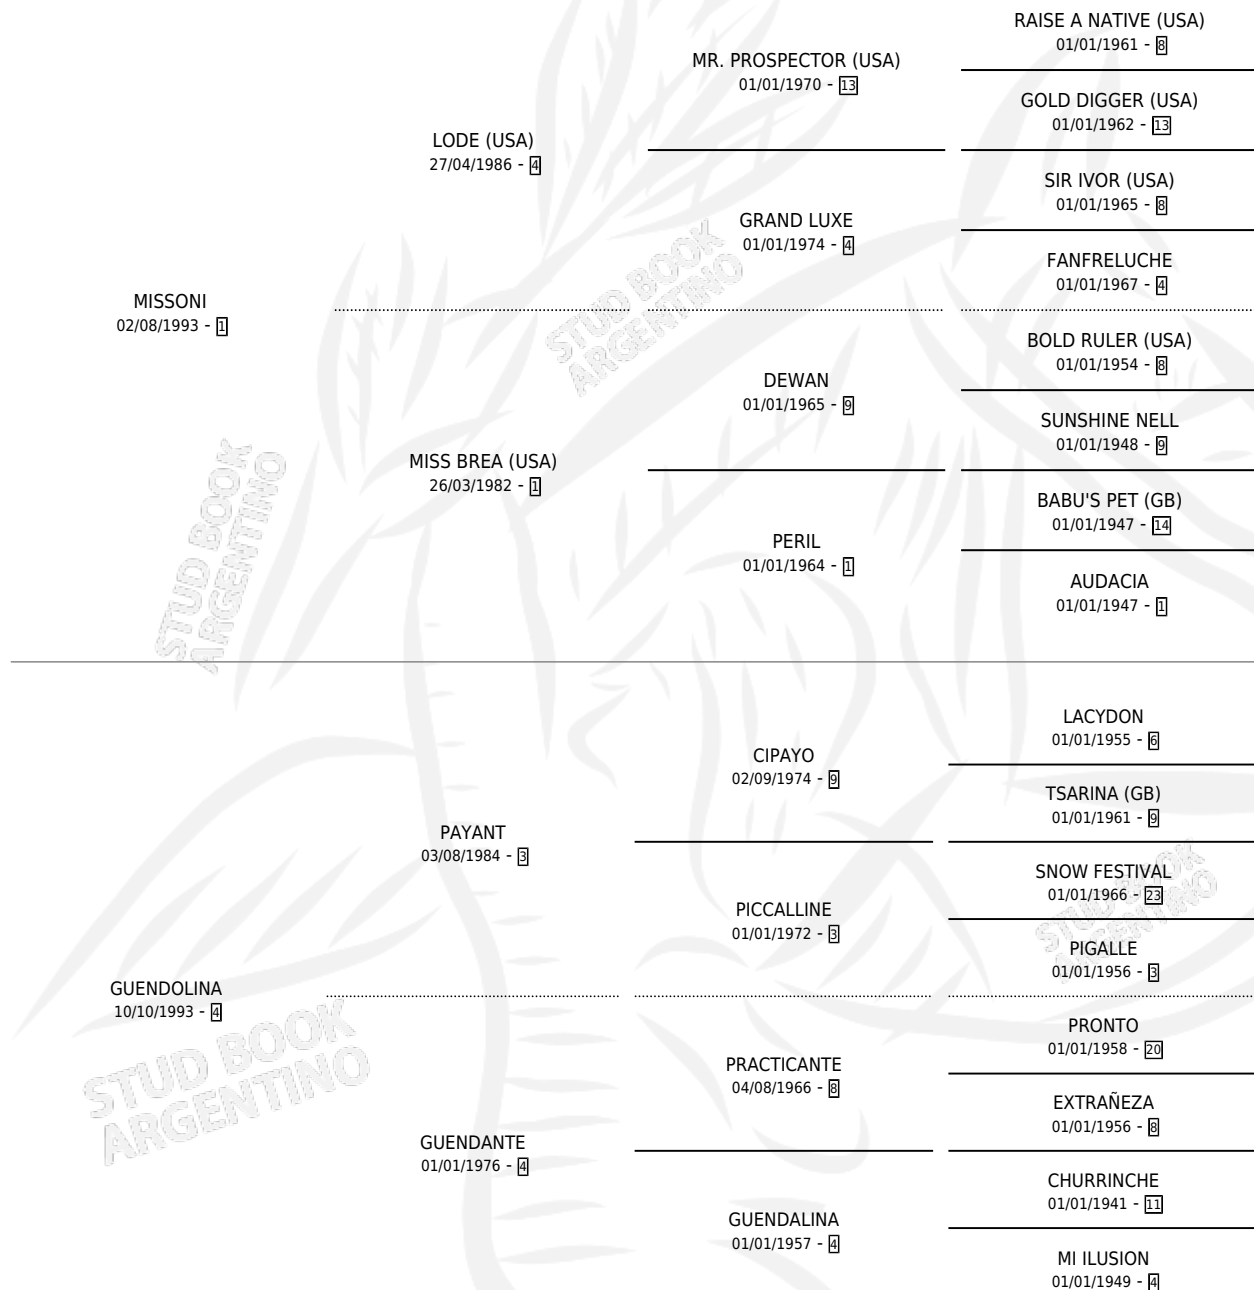 RAISE A NATIVE (USA)
01/01/1961 - 8
MR. PROSPECTOR (USA)
01/01/1970 - 13
GOLD DIGGER (USA)
01/01/1962 - 13
LODE (USA)
27/04/1986 - 4
SIR IVOR (USA)
01/01/1965 - 8
GRAND LUXE
01/01/1974 - 4
FANFRELUCHE
01/01/1967 - 4
MISSONI
02/08/1993 - 1
BOLD RULER (USA)
01/01/1954 - 8
DEWAN
01/01/1965 - 9
SUNSHINE NELL
01/01/1948 - 9
MISS BREA (USA)
26/03/1982 - 1
BABU'S PET (GB)
01/01/1947 - 14
PERIL
01/01/1964 - 1
AUDACIA
01/01/1947 - 1
LACYDON
01/01/1955 - 6
CIPAYO
02/09/1974 - 9
TSARINA (GB)
01/01/1961 - 9
PAYANT
03/08/1984 - 3
SNOW FESTIVAL
01/01/1966 - 23
PICCALLINE
01/01/1972 - 3
PIGALLE
01/01/1956 - 3
GUENDOLINA
10/10/1993 - 4
PRONTO
01/01/1958 - 20
PRACTICANTE
04/08/1966 - 8
EXTRAÑEZA
01/01/1956 - 8
GUENDANTE
01/01/1976 - 4
CHURRINCHE
01/01/1941 - 11
GUENDALINA
01/01/1957 - 4
MI ILUSION
01/01/1949 - 4
STUD BOOK
ARGENTINO
STUD BOOK
ARGENTINO
STUD BOOK
ARGENTINO
STUD BOOK
ARGENTINO